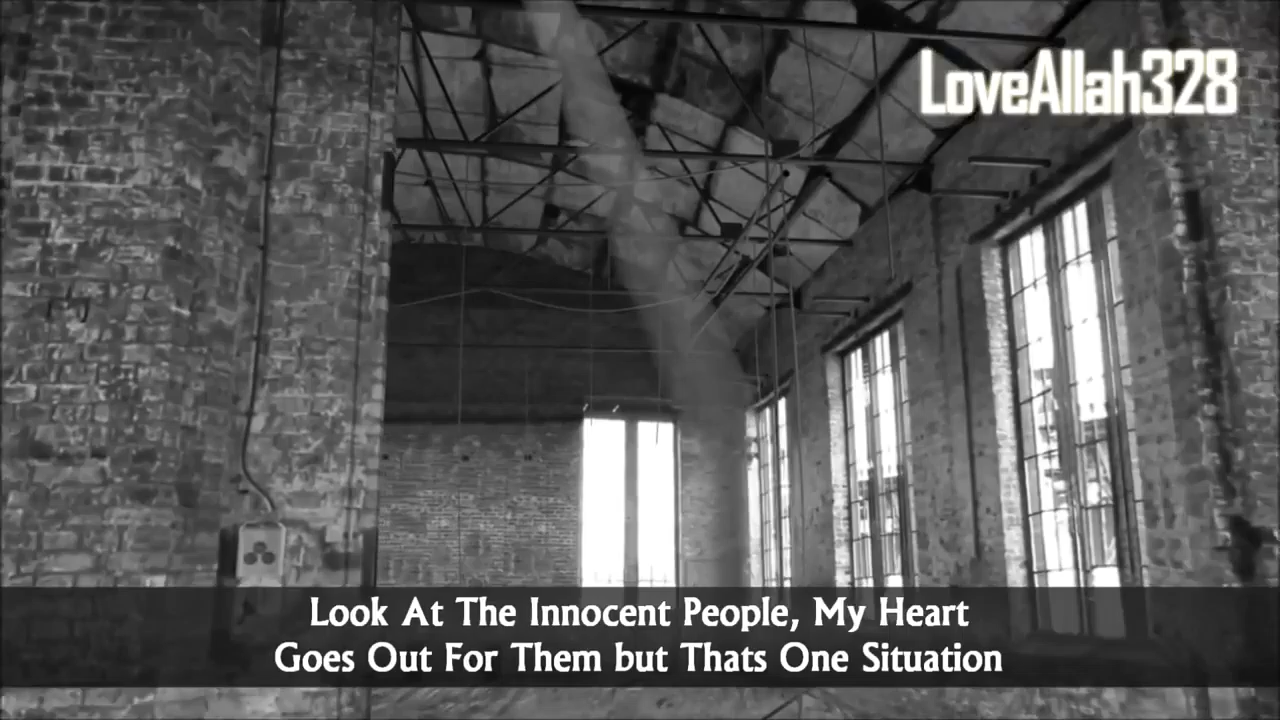 LoveAllah328
Look At The Innocent People, My Heart
Goes Out For Them but Thats One Situation